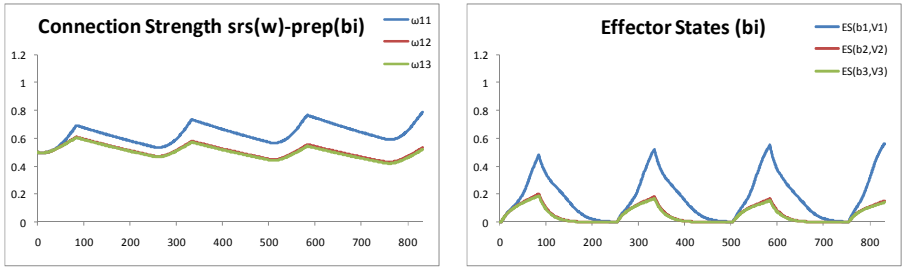 Connection Strength srs(w)-prep(bi)
ω11
ω12
ω13
1.2
1
0.8
0.6
0.4
0.2
0
0 100 200 300 400 500 600 700 800
Effector States (bi)
ES(b1,V1)
ES(b2,V2)
ES(b3,V3)
1.2
1
0.8
0.6
0.4
0.2
0
0 100 200 300 400 500 600 700 800